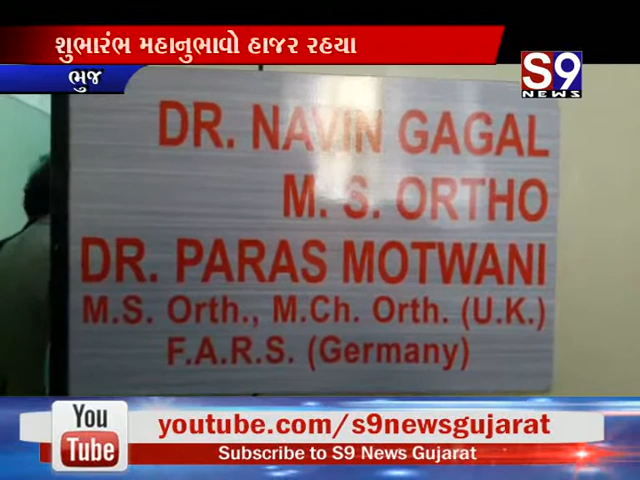 શુભારંભ મહાનુભાવો હાજર રહયા
ભુજ
S9
NEWS
DR. NAVIN GAGAL
M. S. ORTHO
DR. PARAS MOTWANI
M.S. Orth., M.Ch. Orth. (U.K.)
F.A.R.S. (Germany)
You
Tube
youtube.com/s9newsgujarat
Subscribe to S9 News Gujarat